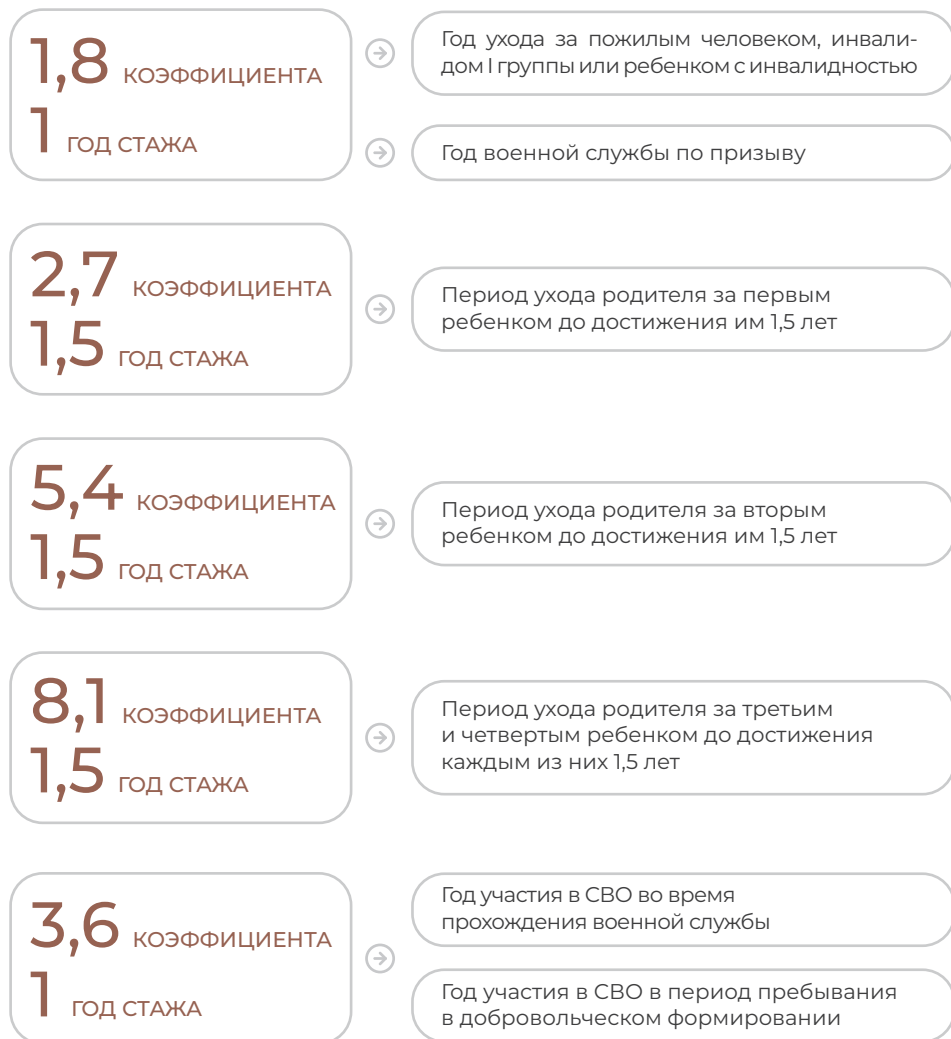 1,8 КОЭФФИЦИЕНТА
1 ГОД СТАЖА
Год ухода за пожилым человеком, инвали-
дом I группы или ребенком с инвалидностью
Год военной службы по призыву
2,7 КОЭФФИЦИЕНТА
1,5 ГОД СТАЖА
Период ухода родителя за первым
ребенком до достижения им 1,5 лет
5,4 КОЭФФИЦИЕНТА
1,5 ГОД СТАЖА
Период ухода родителя за вторым
ребенком до достижения им 1,5 лет
8,1 КОЭФФИЦИЕНТА
1,5 ГОД СТАЖА
Период ухода родителя за третьим
и четвертым ребенком до достижения
каждым из них 1,5 лет
3,6 КОЭФФИЦИЕНТА
1 ГОД СТАЖА
Год участия в СВО во время
прохождения военной службы
Год участия в СВО в период пребывания
в добровольческом формировании